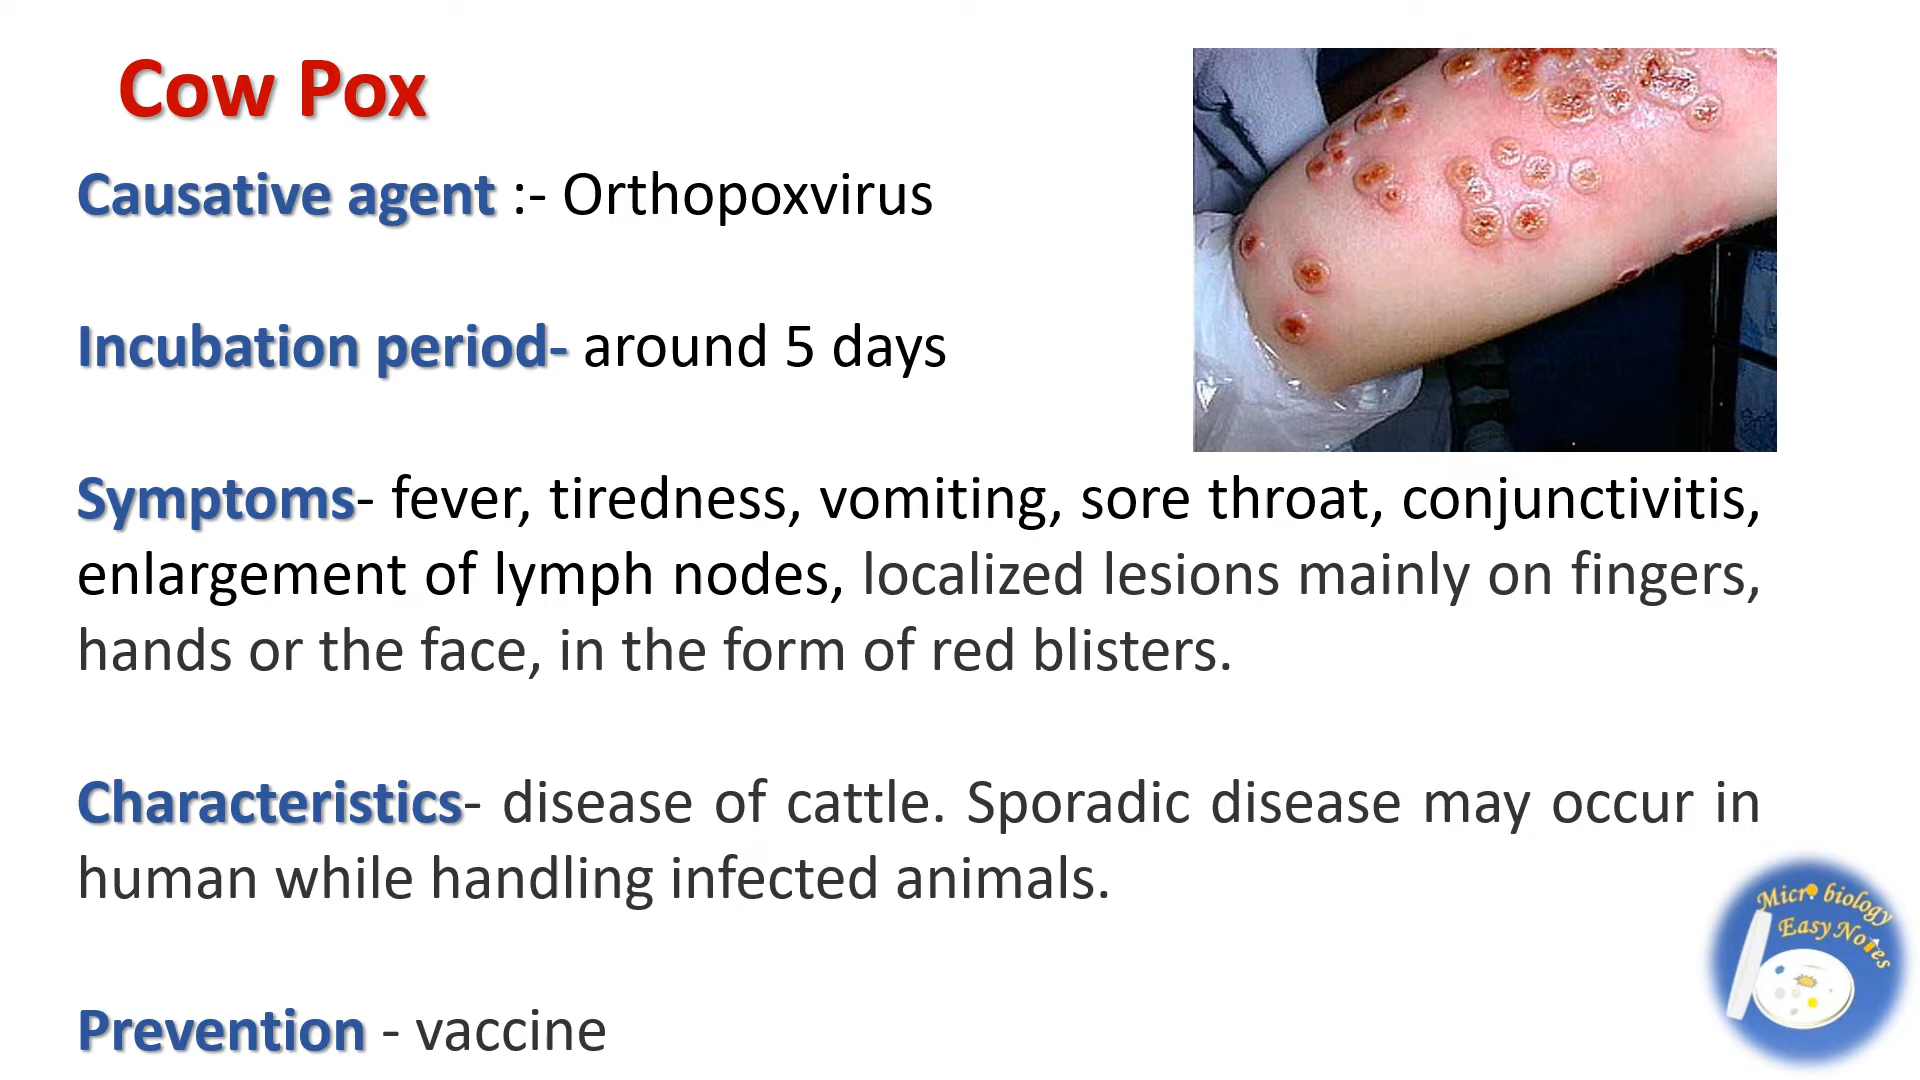 Cow Pox
Causative agent :- Orthopoxvirus
Incubation period- around 5 days
Symptoms- fever, tiredness, vomiting, sore throat, conjunctivitis,
enlargement of lymph nodes, localized lesions mainly on fingers,
hands or the face, in the form of red blisters.
Characteristics- disease of cattle. Sporadic disease may occur in
human while handling infected animals.
Prevention - vaccine
Microbiology
Easy Notes